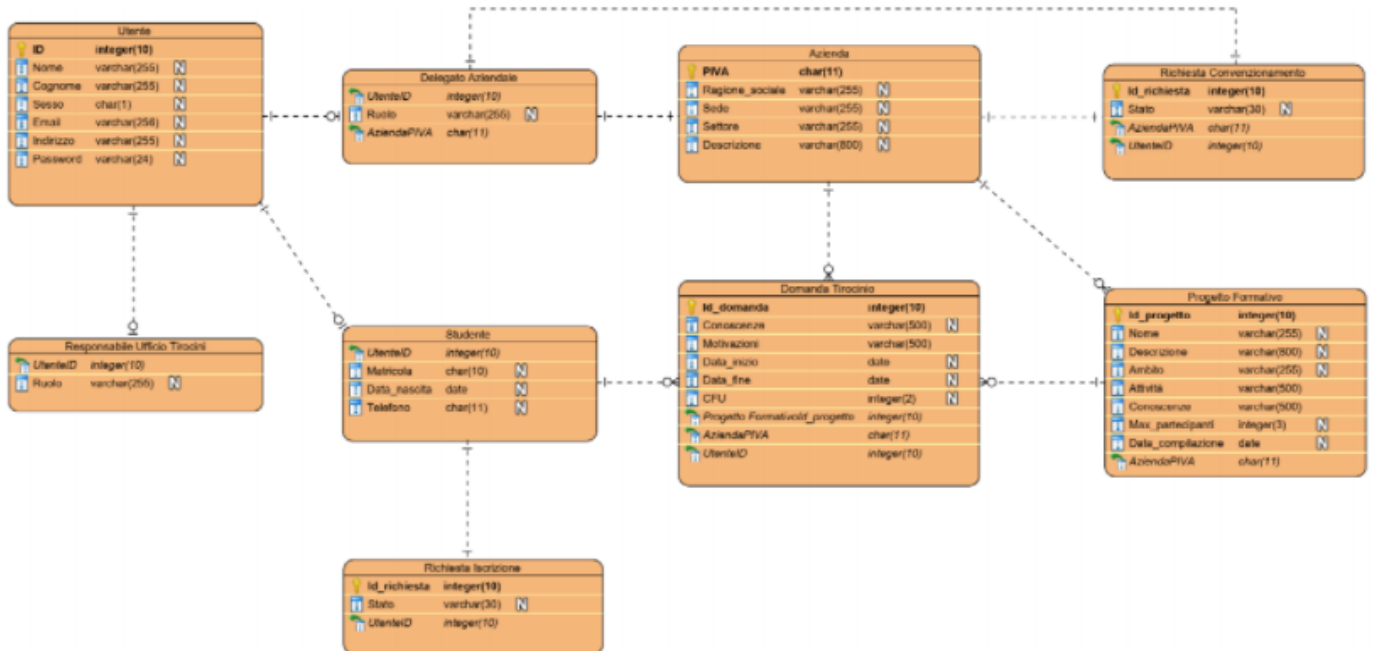 Utente
ID integer(10)
Nome varchar(255) N
Cognome varchar(255) N
Sesso char(1) N
Email varchar(256) N
Indirizzo varchar(255) N
Password varchar(24) N
Delegato Aziendale
UtenteID integer(10)
Ruolo varchar(255) N
AziendaPIVA char(11)
Azienda
PIVA char(11)
Ragione_sociale varchar(255) N
Sede varchar(255) N
Settore varchar(255) N
Descrizione varchar(800) N
Richiesta Convenzionamento
Id_richiesta integer(10)
Stato varchar(30) N
AziendaPIVA char(11)
UtenteID integer(10)
Responsabile Ufficio Tirocini
UtenteID integer(10)
Ruolo varchar(255) N
Studente
UtenteID integer(10)
Matricola char(10) N
Data_nascita date N
Telefono char(11) N
Domanda Tirocinio
Id_domanda integer(10)
Conoscenze varchar(500) N
Motivazioni varchar(500)
Data_inizio date N
Data_fine date N
CFU integer(2) N
Progetto FormativoId_progetto integer(10)
AziendaPIVA char(11)
UtenteID integer(10)
Progetto Formativo
Id_progetto integer(10)
Nome varchar(255) N
Descrizione varchar(800) N
Ambito varchar(255) N
Attività varchar(500)
Conoscenze varchar(500)
Max_partecipanti integer(3) N
Data_compilazione date N
AziendaPIVA char(11)
Richiesta Iscrizione
Id_richiesta integer(10)
Stato varchar(30) N
UtenteID integer(10)